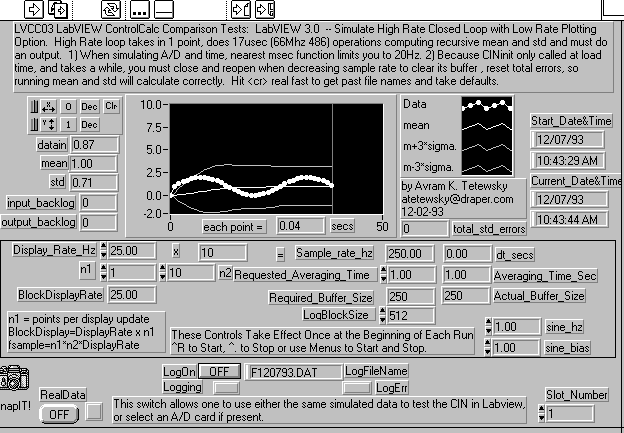 LVCC03 LabVIEW ControlCalc Comparison Tests: LabVIEW 3.0 -- Simulate High Rate Closed Loop with Low Rate Plotting
Option. High Rate loop takes in 1 point, does 17usec (66Mhz 486) operations computing recursive mean and std and must do
an output. 1) When simulating A/D and time, nearest msec function limits you to 20Hz. 2) Because CINinit only called at load
time, and takes a while, you must close and reopen when decreasing sample rate to clear its buffer , reset total errors, so
running mean and std will calculate correctly. Hit <cr> real fast to get past file names and take defaults.
X 0 Dec Clr
Y 1 Dec
datain 0.87
mean 1.00
std 0.71
input_backlog 0
output_backlog 0
10.0
7.5
5.0
2.5
0.0
-2.0
0 50
each point = 0.04 secs
Data
mean
m+3*sigma.
m-3*sigma.
by Avram K. Tetewsky
atetewsky@draper.com
12-02-93
0 total_std_errors
Start_Date&Time
12/07/93
10:43:29 AM
Current_Date&Time
12/07/93
10:43:44 AM
Display_Rate_Hz 25.00 x 10 = Sample_rate_hz 250.00 0.00 dt_secs
n1 1 10 n2 Requested_Averaging_Time 1.00 1.00 Averaging_Time_Sec
BlockDisplayRate 25.00 Required_Buffer_Size 250 250 Actual_Buffer_Size
LogBlockSize 512
n1 = points per display update
BlockDisplay=DisplayRate x n1
fsample=n1*n2*DisplayRate
These Controls Take Effect Once at the Beginning of Each Run
^R to Start, ^. to Stop or use Menus to Start and Stop.
1.00 sine_hz
1.00 sine_bias
LogOn OFF F120793.DAT LogFileName
Logging LogErr
napIT!
RealData
OFF
This switch allows one to use either the same simulated data to test the CIN in Labview,
or select an A/D card if present.
Slot_Number
1